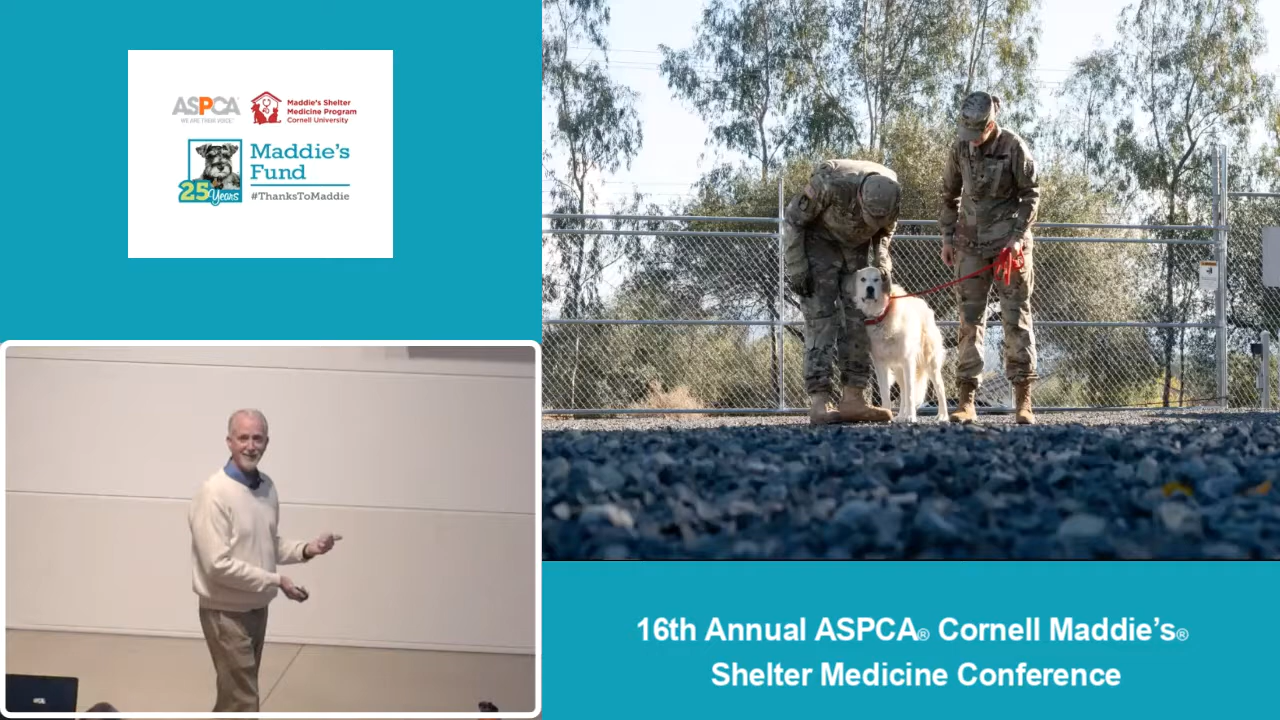 ASPCA
WE ARE THEIR VOICE™
Maddie's Shelter
Medicine Program
Cornell University
Maddie's
Fund
25 Years
#ThanksToMaddie
16th Annual ASPCA® Cornell Maddie's®
Shelter Medicine Conference